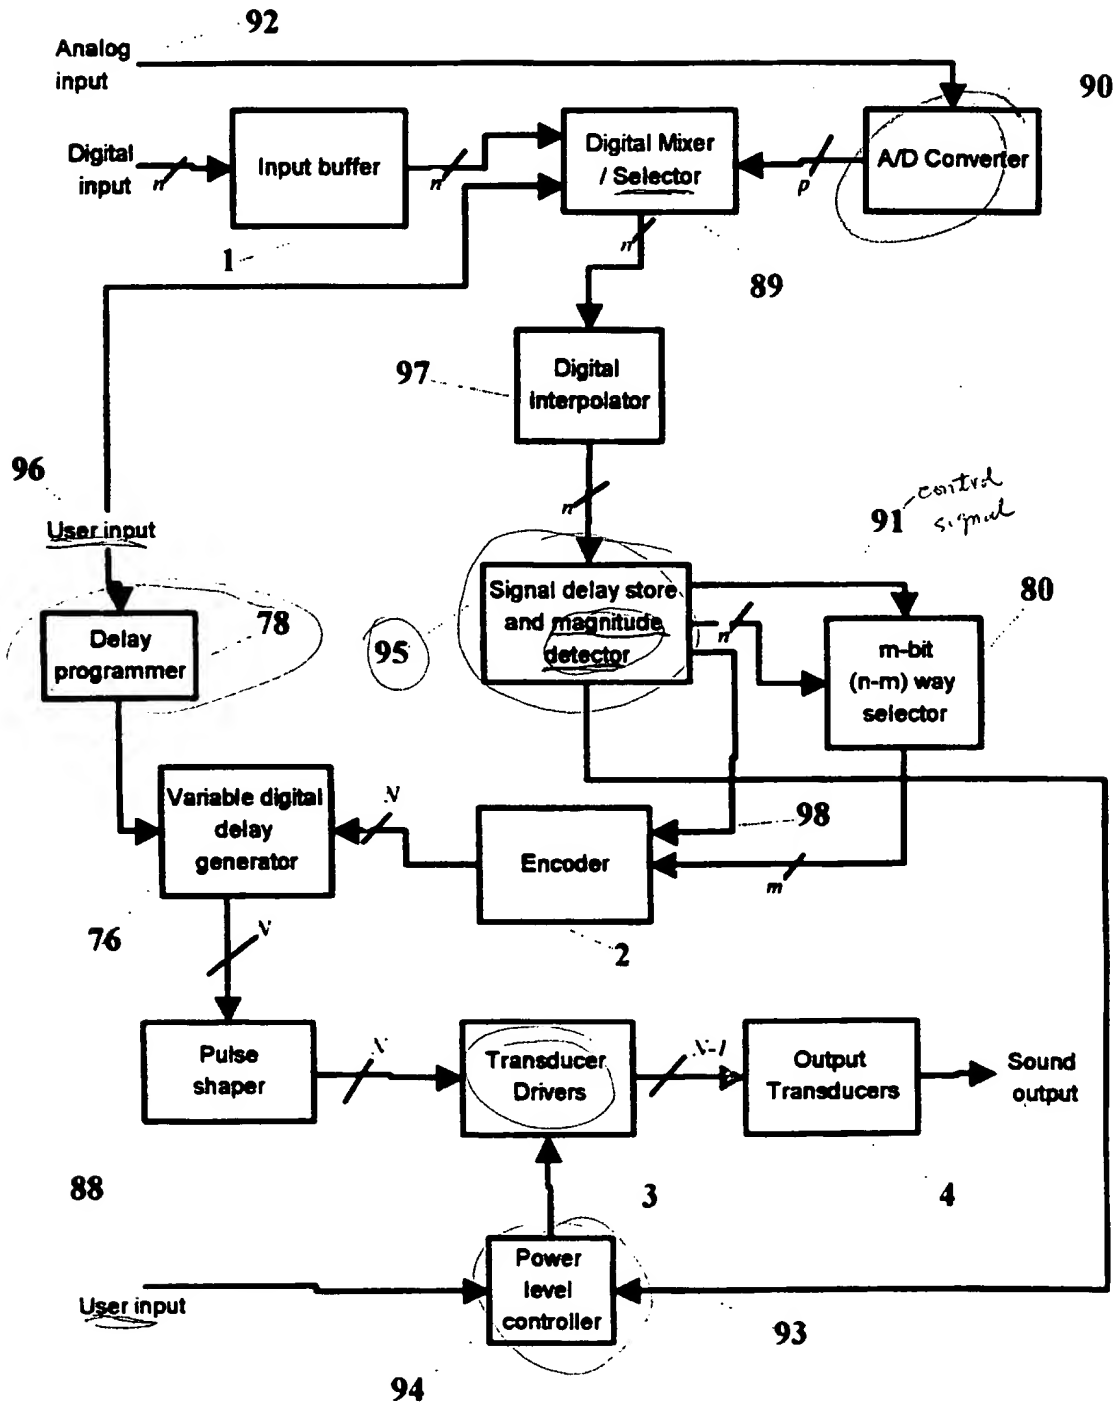 92
Analog
input
90
Digital
input
n
Input buffer
n
Digital Mixer
/ Selector
p
A/D Converter
1
n
89
97
Digital
Interpolator
96
User input
n
91 control
signal
Delay
programmer
78
95
Signal delay store
and magnitude
detector
n
80
m-bit
(n-m) way
selector
Variable digital
delay
generator
N
Encoder
98
m
76
N
2
Pulse
shaper
N
Transducer
Drivers
N-1
Output
Transducers
Sound
output
88
3
4
User input
Power
level
controller
93
94